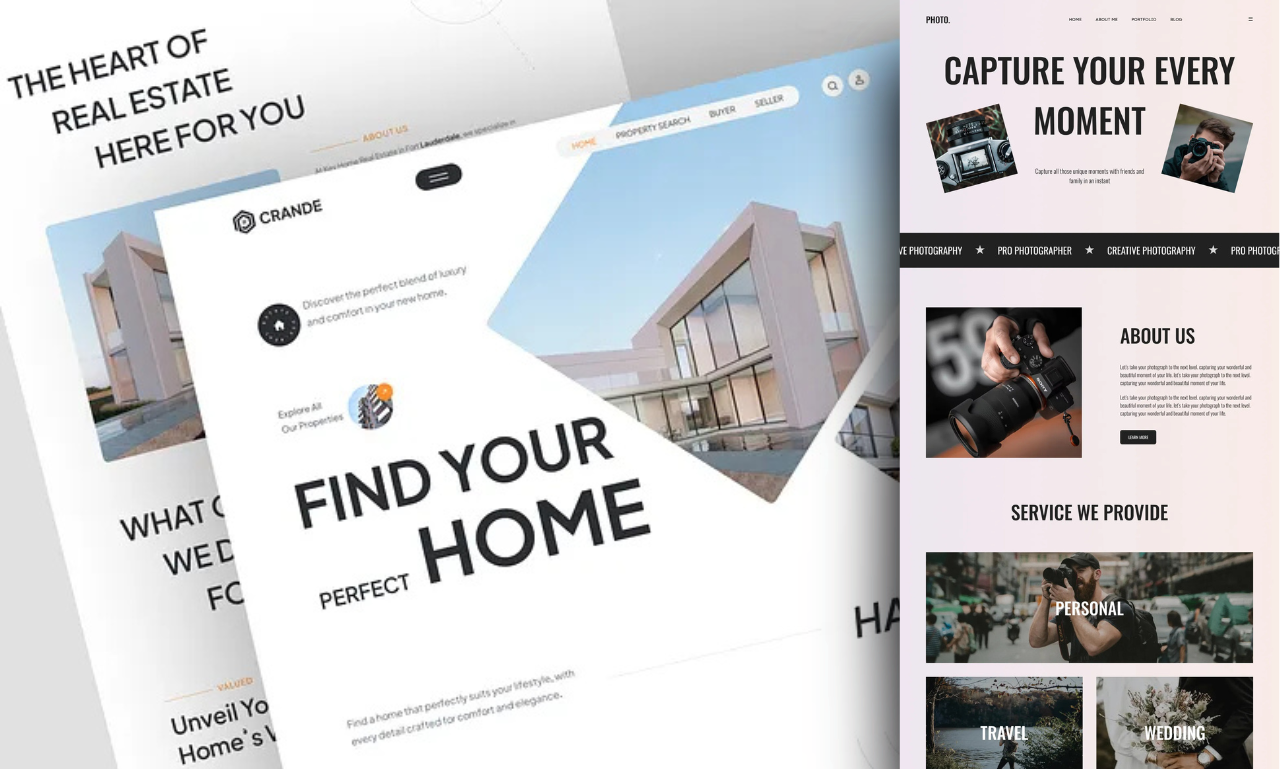 THE HEART OF
REAL ESTATE
HERE FOR YOU
ABOUT US
At Key Home Real Estate in Fort Lauderdale, we specialize in
WHAT
WE
FO
VALUED
Unveil Yo
Home's V
HOME PROPERTY SEARCH BUYER SELLER
CRANDE
Discover the perfect blend of luxury
and comfort in your new home.
Explore All
Our Properties
FIND YOUR
PERFECT HOME
HA
Find a home that perfectly suits your lifestyle, with
every detail crafted for comfort and elegance.
PHOTO.
HOME ABOUT ME PORTFOLIO BLOG
CAPTURE YOUR EVERY
MOMENT
Capture all those unique moments with friends and
family in an instant
VE PHOTOGRAPHY ★ PRO PHOTOGRAPHER ★ CREATIVE PHOTOGRAPHY ★ PRO PHOTOGR
59
SONY
ABOUT US
Let's take your photograph to the next level. capturing your wonderful and
beautiful moment of your life. let's take your photograph to the next level.
capturing your wonderful and beautiful moment of your life.
Let's take your photograph to the next level. capturing your wonderful and
beautiful moment of your life. let's take your photograph to the next level.
capturing your wonderful and beautiful moment of your life.
LEARN MORE
SERVICE WE PROVIDE
PERSONAL
TRAVEL
WEDDING